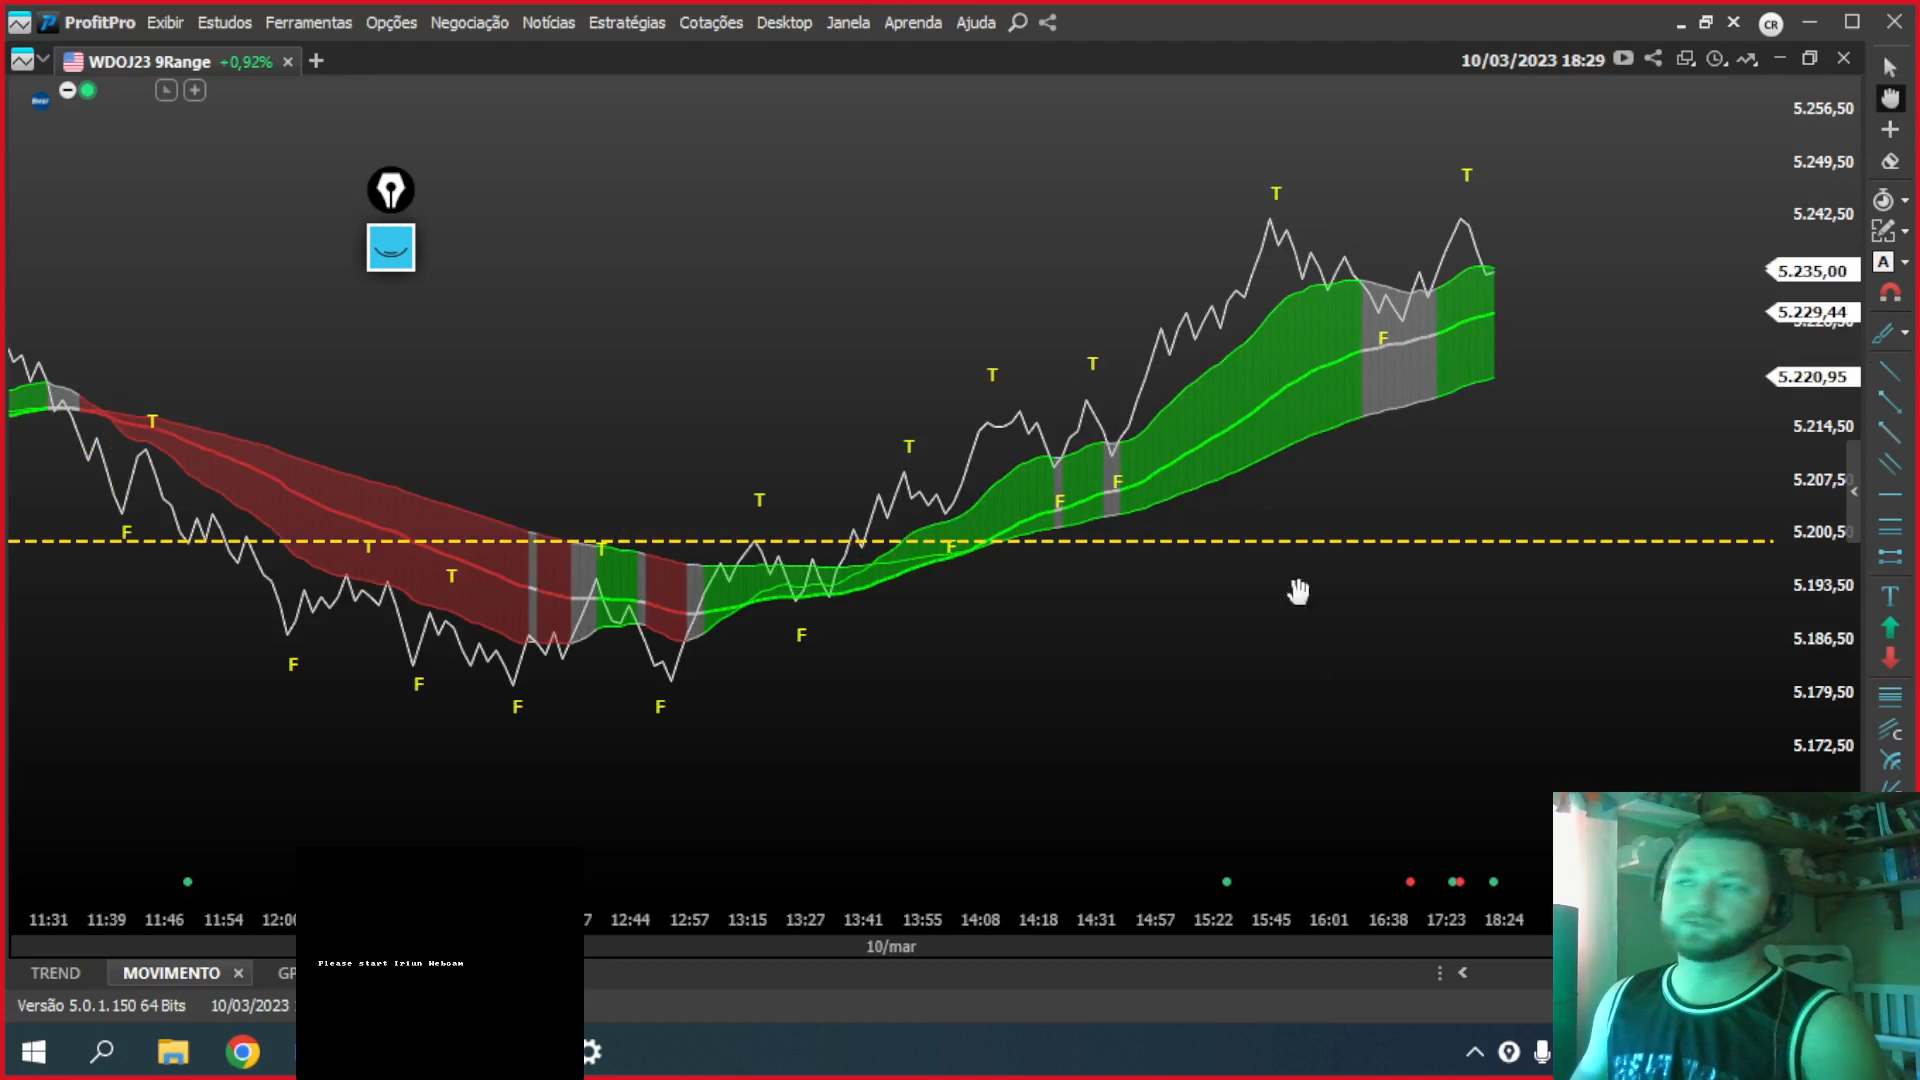 ProfitPro Exibir Estudos Ferramentas Opções Negociação Notícias Estratégias Cotações Desktop Janela Aprenda Ajuda CR
WDOJ23 9Range +0,92% 10/03/2023 18:29
5.256,50
5.249,50
5.242,50
5.235,00
5.229,44
5.220,95
5.214,50
5.207,5
5.200,5
5.193,50
5.186,50
5.179,50
5.172,50
T
T
T
T
T
T
T
T
T
T
F
F
F
F
F
F
F
F
F
F
A
T
C
11:31 11:39 11:46 11:54 12:00 7 12:44 12:57 13:15 13:27 13:41 13:55 14:08 14:18 14:31 14:57 15:22 15:45 16:01 16:38 17:23 18:24
10/mar
Please start Iriun Webcam
TREND MOVIMENTO GP
Versão 5.0.1.150 64 Bits 10/03/2023